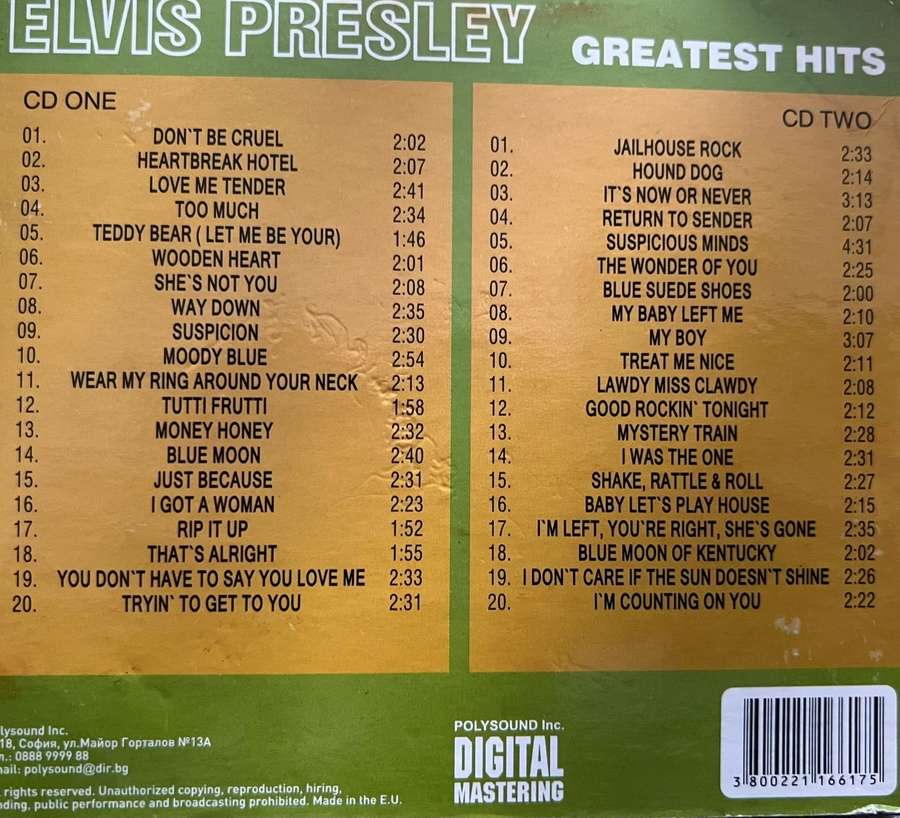 ELVIS PRESLEY GREATEST HITS
CD ONE
01. DON`T BE CRUEL 2:02
02. HEARTBREAK HOTEL 2:07
03. LOVE ME TENDER 2:41
04. TOO MUCH 2:34
05. TEDDY BEAR ( LET ME BE YOUR) 1:46
06. WOODEN HEART 2:01
07. SHE`S NOT YOU 2:08
08. WAY DOWN 2:35
09. SUSPICION 2:30
10. MOODY BLUE 2:54
11. WEAR MY RING AROUND YOUR NECK 2:13
12. TUTTI FRUTTI 1:58
13. MONEY HONEY 2:32
14. BLUE MOON 2:40
15. JUST BECAUSE 2:31
16. I GOT A WOMAN 2:23
17. RIP IT UP 1:52
18. THAT`S ALRIGHT 1:55
19. YOU DON`T HAVE TO SAY YOU LOVE ME 2:33
20. TRYIN` TO GET TO YOU 2:31
CD TWO
01. JAILHOUSE ROCK 2:33
02. HOUND DOG 2:14
03. IT`S NOW OR NEVER 3:13
04. RETURN TO SENDER 2:07
05. SUSPICIOUS MINDS 4:31
06. THE WONDER OF YOU 2:25
07. BLUE SUEDE SHOES 2:00
08. MY BABY LEFT ME 2:10
09. MY BOY 3:07
10. TREAT ME NICE 2:11
11. LAWDY MISS CLAWDY 2:08
12. GOOD ROCKIN` TONIGHT 2:12
13. MYSTERY TRAIN 2:28
14. I WAS THE ONE 2:31
15. SHAKE, RATTLE & ROLL 2:27
16. BABY LET`S PLAY HOUSE 2:15
17. I`M LEFT, YOU`RE RIGHT, SHE`S GONE 2:35
18. BLUE MOON OF KENTUCKY 2:02
19. I DON`T CARE IF THE SUN DOESN`T SHINE 2:26
20. I`M COUNTING ON YOU 2:22
lysound Inc.
18, София, ул.Майор Горталов №13A
л.: 0888 9999 88
mail: polysound@dir.bg
rights reserved. Unauthorized copying, reproduction, hiring,
nding, public performance and broadcasting prohibited. Made in the E.U.
POLYSOUND Inc.
DIGITAL
MASTERING
3 800221 166175